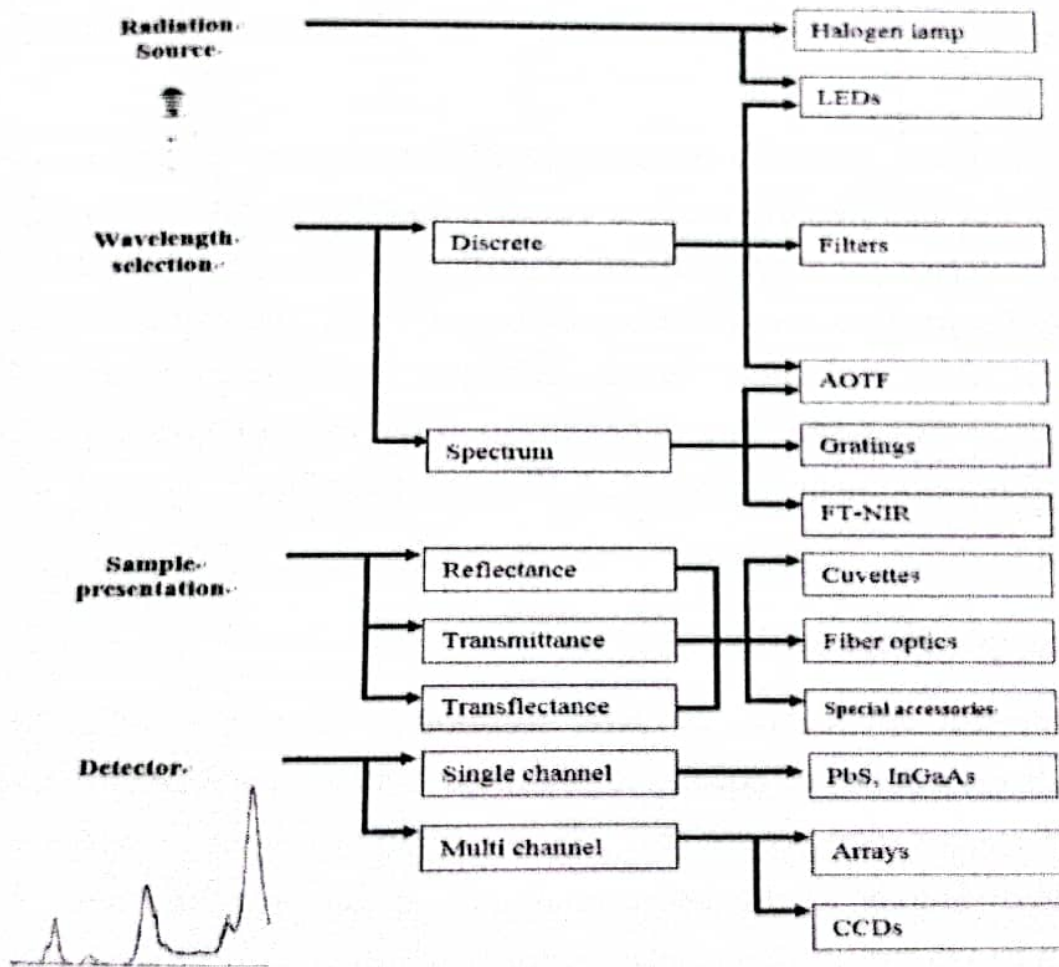 Radiation
Source
Halogen lamp
LEDs
Wavelength
selection
Discrete
Filters
AOTF
Spectrum
Gratings
FT-NIR
Sample
presentation
Reflectance
Cuvettes
Transmittance
Fiber optics
Transflectance
Special accessories
Detector
Single channel
PbS, InGaAs
Multi channel
Arrays
CCDs